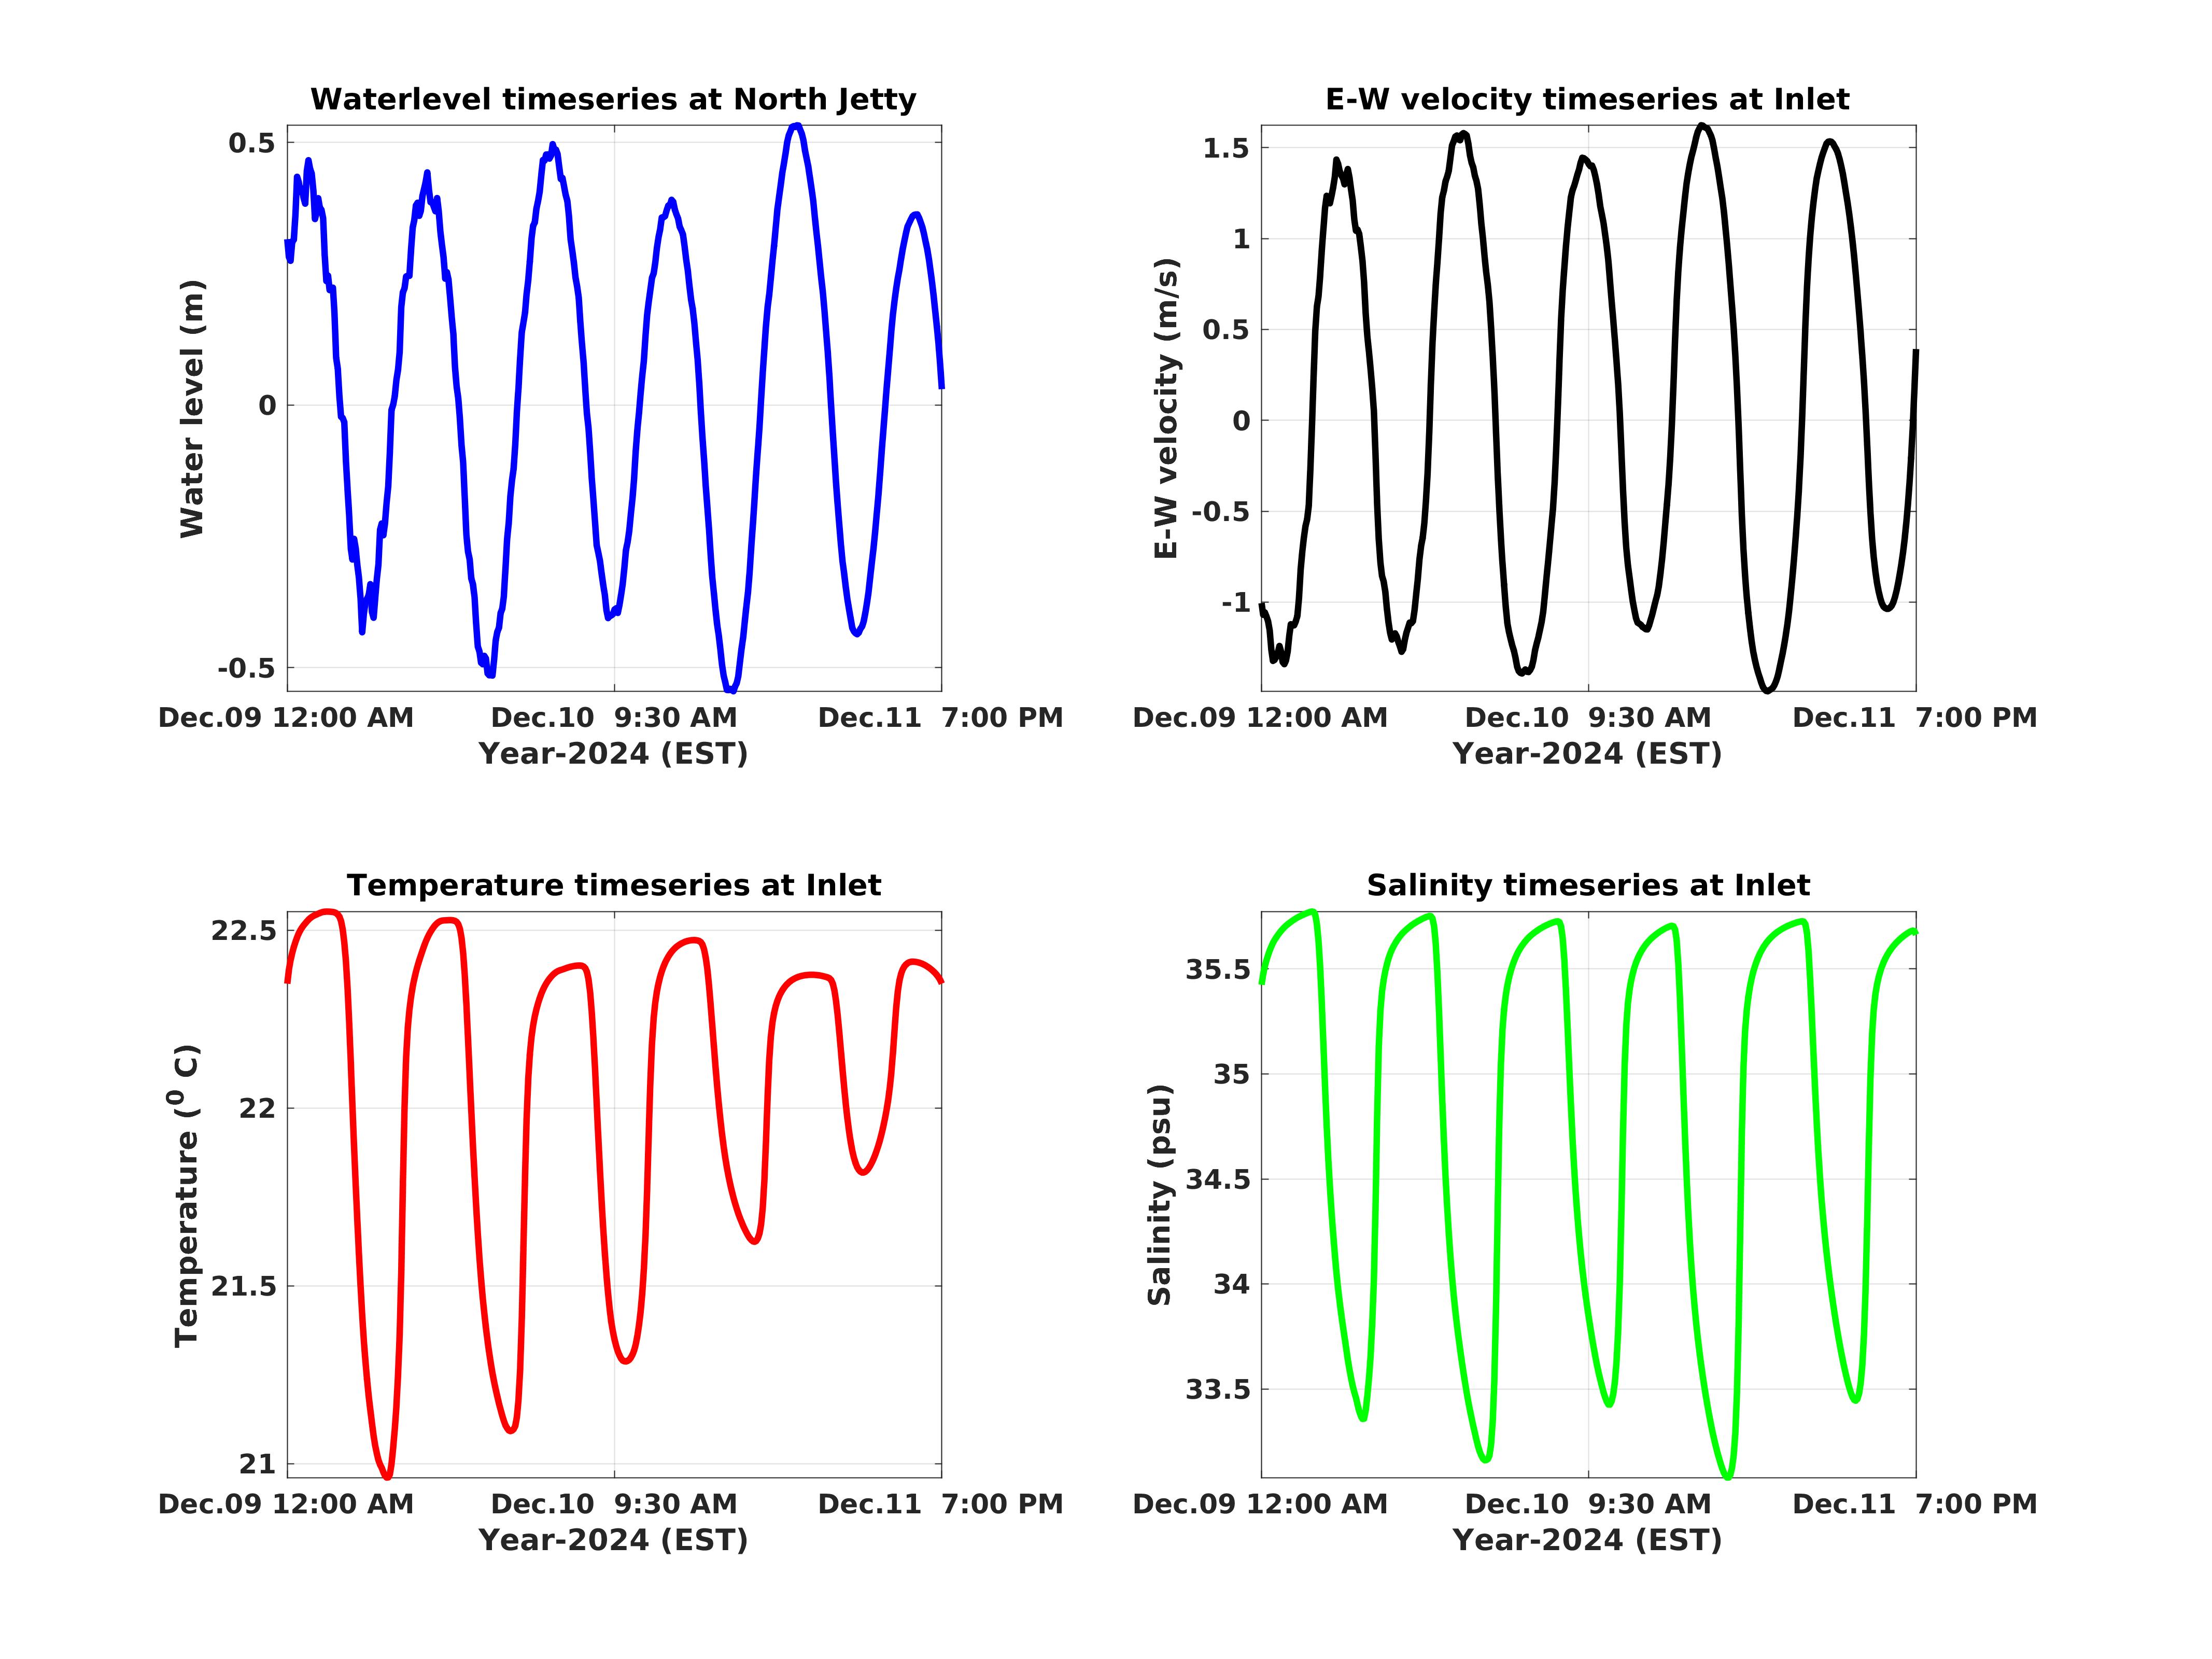 Waterlevel timeseries at North Jetty
0.5
0
-0.5
Water level (m)
Dec.09 12:00 AM
Dec.10 9:30 AM
Dec.11 7:00 PM
Year-2024 (EST)
E-W velocity timeseries at Inlet
1.5
1
0.5
0
-0.5
-1
E-W velocity (m/s)
Dec.09 12:00 AM
Dec.10 9:30 AM
Dec.11 7:00 PM
Year-2024 (EST)
Temperature timeseries at Inlet
22.5
22
21.5
21
Temperature (⁰ C)
Dec.09 12:00 AM
Dec.10 9:30 AM
Dec.11 7:00 PM
Year-2024 (EST)
Salinity timeseries at Inlet
35.5
35
34.5
34
33.5
Salinity (psu)
Dec.09 12:00 AM
Dec.10 9:30 AM
Dec.11 7:00 PM
Year-2024 (EST)